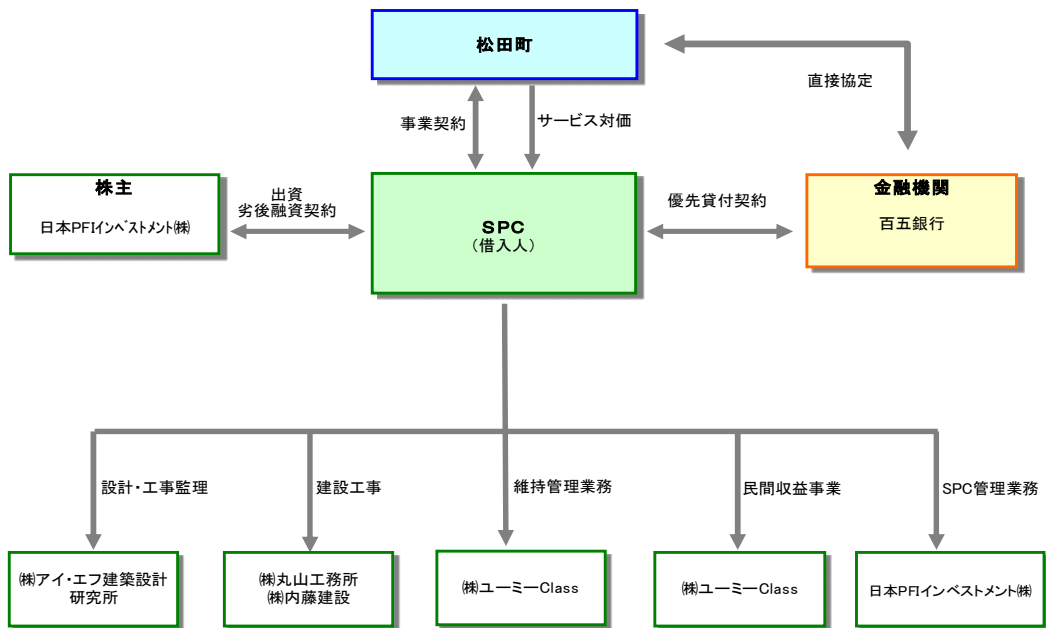 松田町
直接協定
事業契約
サービス対価
株主
日本PFIインベストメント㈱
出資
劣後融資契約
SPC
（借入人）
優先貸付契約
金融機関
百五銀行
設計・工事監理
建設工事
維持管理業務
民間収益事業
SPC管理業務
㈱アイ・エフ建築設計
研究所
㈱丸山工務所
㈱内藤建設
㈱ユーミーClass
㈱ユーミーClass
日本PFIインベストメント㈱